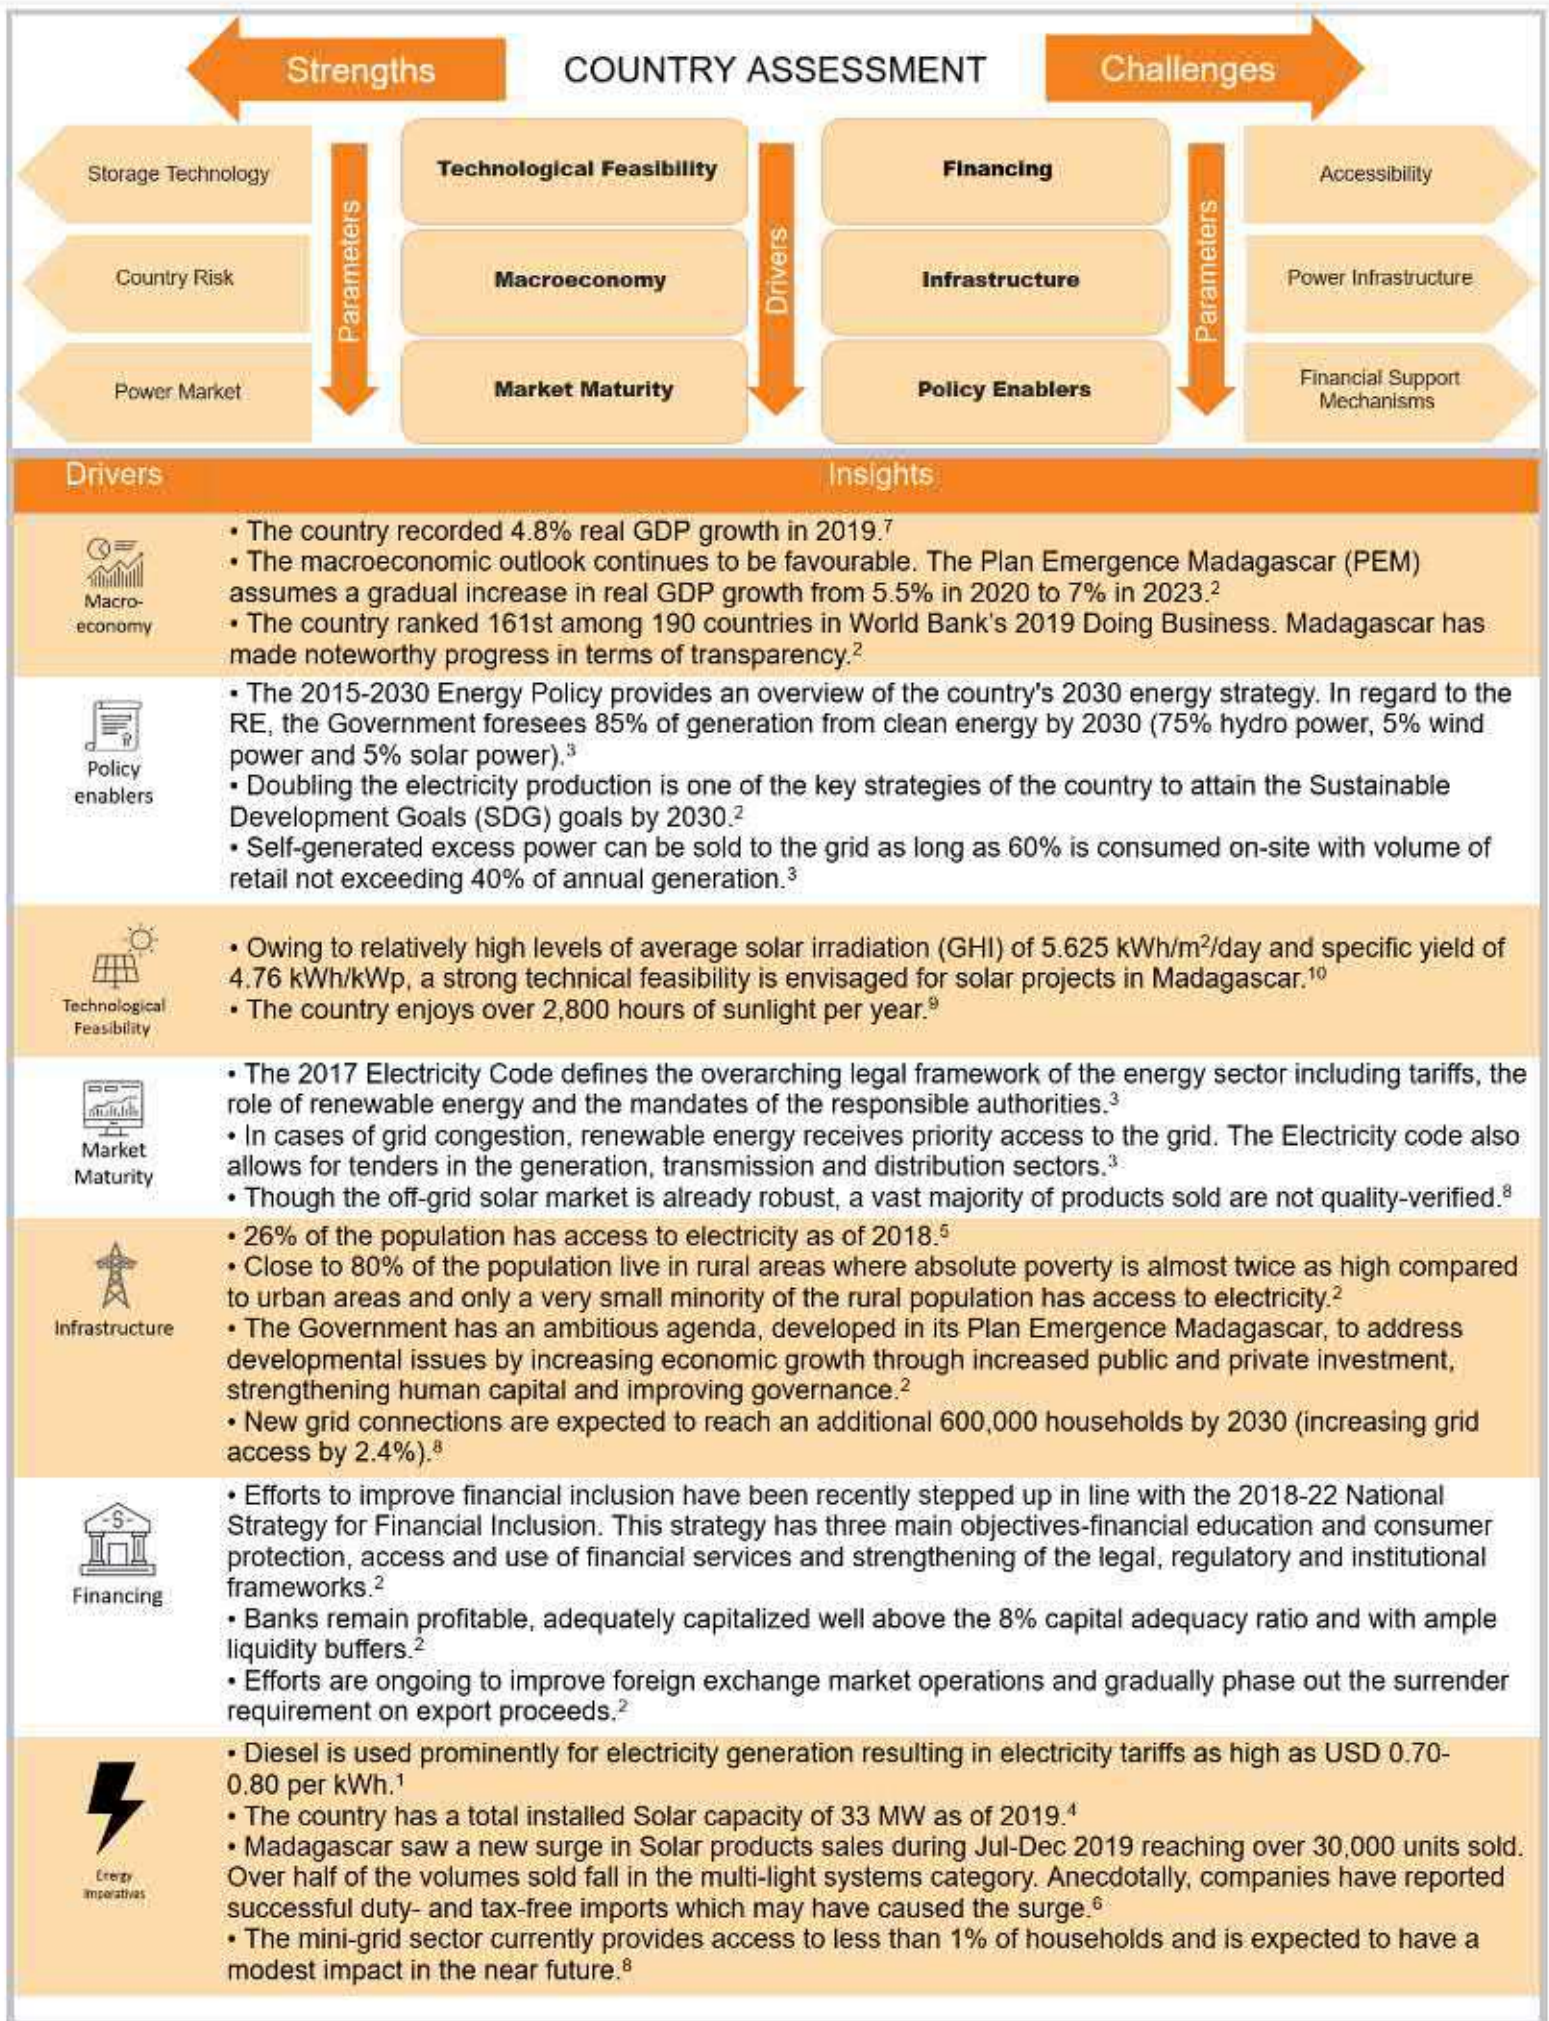 Strengths
COUNTRY ASSESSMENT
Challenges
Storage Technology
Technological Feasibility
Financing
Accessibility
Parameters
Drivers
Parameters
Country Risk
Macroeconomy
Infrastructure
Power Infrastructure
Power Market
Market Maturity
Policy Enablers
Financial Support
Mechanisms
Drivers
Insights
Macro-
economy
• The country recorded 4.8% real GDP growth in 2019.⁷
• The macroeconomic outlook continues to be favourable. The Plan Emergence Madagascar (PEM)
assumes a gradual increase in real GDP growth from 5.5% in 2020 to 7% in 2023.²
• The country ranked 161st among 190 countries in World Bank's 2019 Doing Business. Madagascar has
made noteworthy progress in terms of transparency.²
Policy
enablers
• The 2015-2030 Energy Policy provides an overview of the country's 2030 energy strategy. In regard to the
RE, the Government foresees 85% of generation from clean energy by 2030 (75% hydro power, 5% wind
power and 5% solar power).³
• Doubling the electricity production is one of the key strategies of the country to attain the Sustainable
Development Goals (SDG) goals by 2030.²
• Self-generated excess power can be sold to the grid as long as 60% is consumed on-site with volume of
retail not exceeding 40% of annual generation.³
Technological
Feasibility
• Owing to relatively high levels of average solar irradiation (GHI) of 5.625 kWh/m²/day and specific yield of
4.76 kWh/kWp, a strong technical feasibility is envisaged for solar projects in Madagascar.¹⁰
• The country enjoys over 2,800 hours of sunlight per year.⁹
Market
Maturity
• The 2017 Electricity Code defines the overarching legal framework of the energy sector including tariffs, the
role of renewable energy and the mandates of the responsible authorities.³
• In cases of grid congestion, renewable energy receives priority access to the grid. The Electricity code also
allows for tenders in the generation, transmission and distribution sectors.³
• Though the off-grid solar market is already robust, a vast majority of products sold are not quality-verified.⁸
Infrastructure
• 26% of the population has access to electricity as of 2018.⁵
• Close to 80% of the population live in rural areas where absolute poverty is almost twice as high compared
to urban areas and only a very small minority of the rural population has access to electricity.²
• The Government has an ambitious agenda, developed in its Plan Emergence Madagascar, to address
developmental issues by increasing economic growth through increased public and private investment,
strengthening human capital and improving governance.²
• New grid connections are expected to reach an additional 600,000 households by 2030 (increasing grid
access by 2.4%).⁸
Financing
• Efforts to improve financial inclusion have been recently stepped up in line with the 2018-22 National
Strategy for Financial Inclusion. This strategy has three main objectives-financial education and consumer
protection, access and use of financial services and strengthening of the legal, regulatory and institutional
frameworks.²
• Banks remain profitable, adequately capitalized well above the 8% capital adequacy ratio and with ample
liquidity buffers.²
• Efforts are ongoing to improve foreign exchange market operations and gradually phase out the surrender
requirement on export proceeds.²
Energy
Imperatives
• Diesel is used prominently for electricity generation resulting in electricity tariffs as high as USD 0.70-
0.80 per kWh.¹
• The country has a total installed Solar capacity of 33 MW as of 2019.⁴
• Madagascar saw a new surge in Solar products sales during Jul-Dec 2019 reaching over 30,000 units sold.
Over half of the volumes sold fall in the multi-light systems category. Anecdotally, companies have reported
successful duty- and tax-free imports which may have caused the surge.⁶
• The mini-grid sector currently provides access to less than 1% of households and is expected to have a
modest impact in the near future.⁸